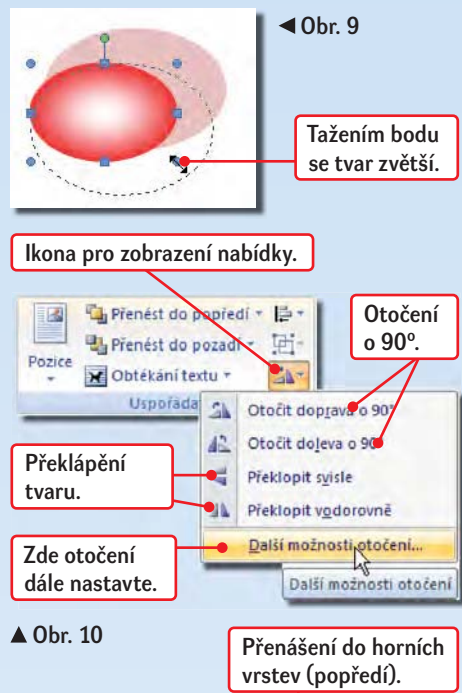 ◄Obr. 9
Tažením bodu
se tvar zvětší.
Ikona pro zobrazení nabídky.
Přenést do popředí
Přenést do pozadí
Pozice
Obtékání textu
Uspořáda
Otočení
o 90°.
Otočit doprava o 90°
Otočit doleva o 90
Překlopit svisle
Překlopit vodorovně
Další možnosti otočení...
Další možnosti otočení
Překlápění
tvaru.
Zde otočení
dále nastavte.
▲Obr. 10
Přenášení do horních
vrstev (popředí).